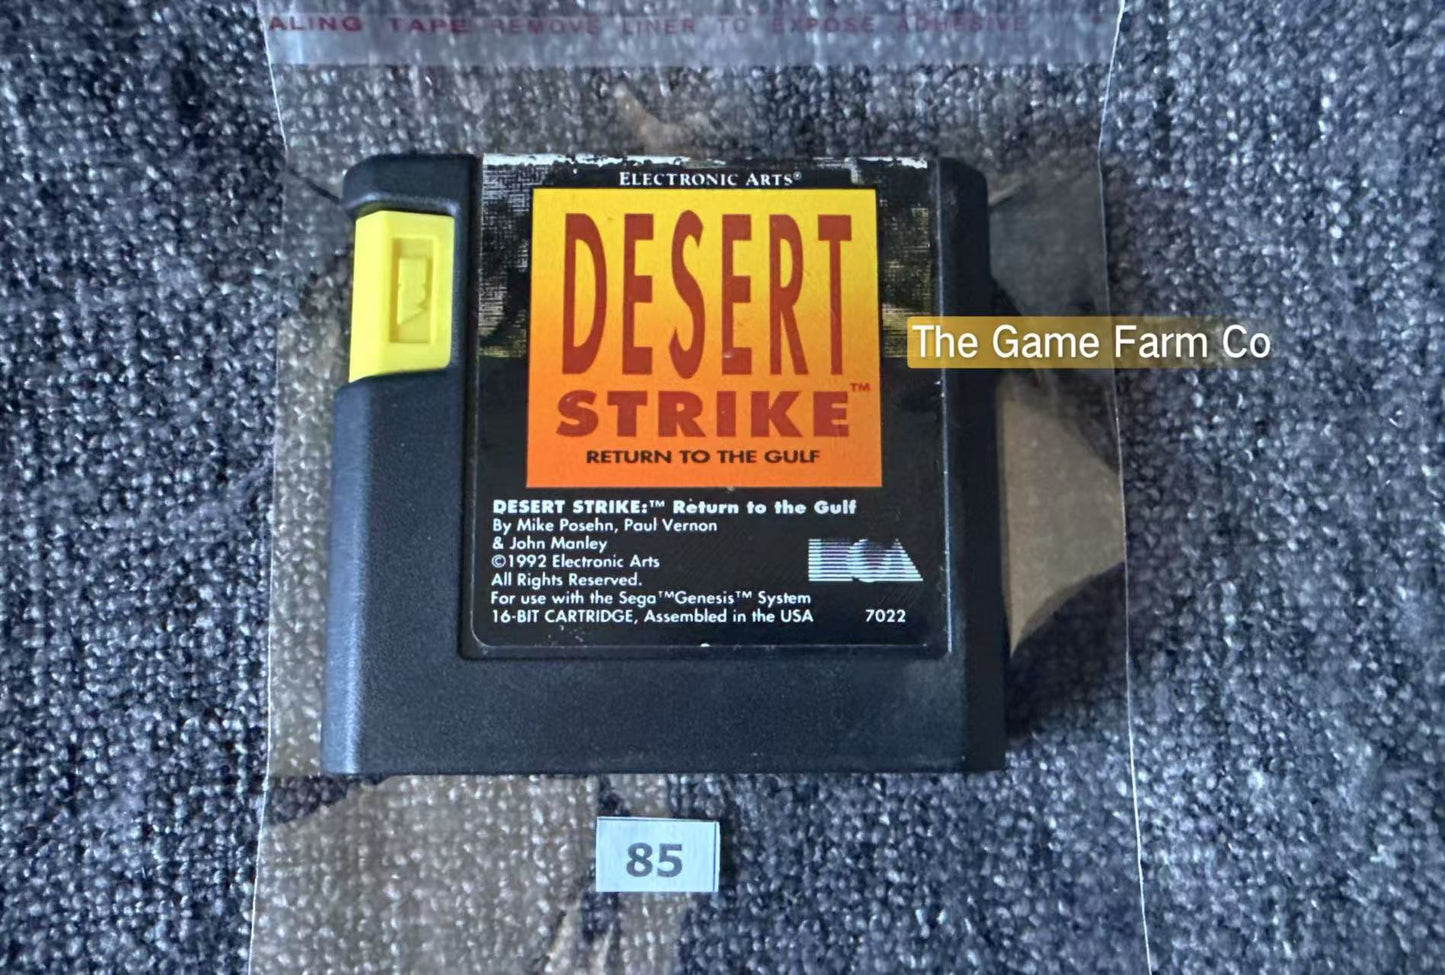 ALING TAPE REMOVE LINER TO EXPOSE ADHESIVE
ELECTRONIC ARTS®
DESERT
STRIKE™
RETURN TO THE GULF
The Game Farm Co
DESERT STRIKE:™ Return to the Gulf
By Mike Posehn, Paul Vernon
& John Manley
©1992 Electronic Arts
All Rights Reserved.
For use with the Sega™Genesis™ System
16-BIT CARTRIDGE, Assembled in the USA 7022
EA
85